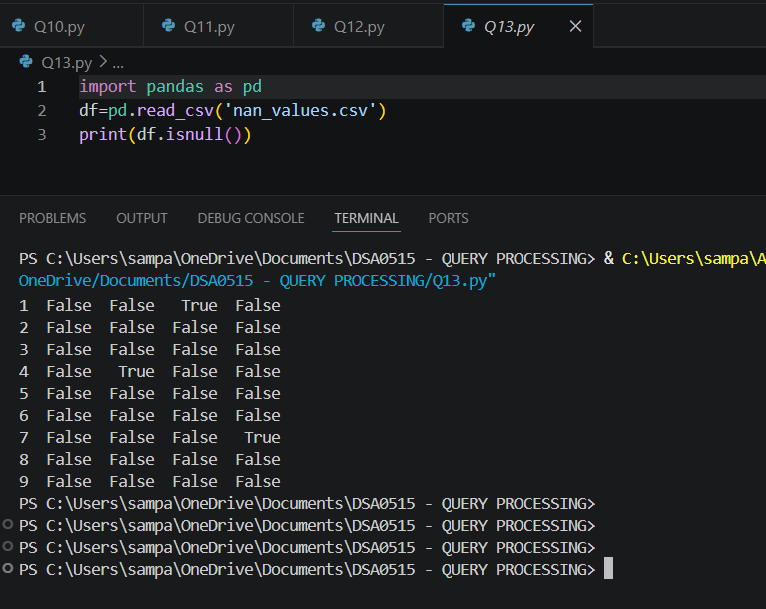 Q10.py Q11.py Q12.py Q13.py
Q13.py > ...
1 import pandas as pd
2 df=pd.read_csv('nan_values.csv')
3 print(df.isnull())
PROBLEMS OUTPUT DEBUG CONSOLE TERMINAL PORTS
PS C:\Users\sampa\OneDrive\Documents\DSA0515 - QUERY PROCESSING> & C:\Users\sampa\A
OneDrive/Documents/DSA0515 - QUERY PROCESSING/Q13.py"
1 False False True False
2 False False False False
3 False False False False
4 False True False False
5 False False False False
6 False False False False
7 False False False True
8 False False False False
9 False False False False
PS C:\Users\sampa\OneDrive\Documents\DSA0515 - QUERY PROCESSING>
PS C:\Users\sampa\OneDrive\Documents\DSA0515 - QUERY PROCESSING>
PS C:\Users\sampa\OneDrive\Documents\DSA0515 - QUERY PROCESSING>
PS C:\Users\sampa\OneDrive\Documents\DSA0515 - QUERY PROCESSING>